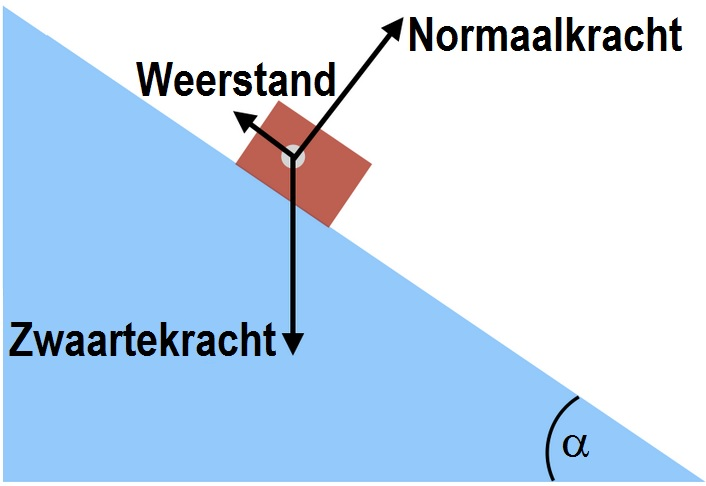 Normaalkracht
Weerstand
Zwaartekracht
α